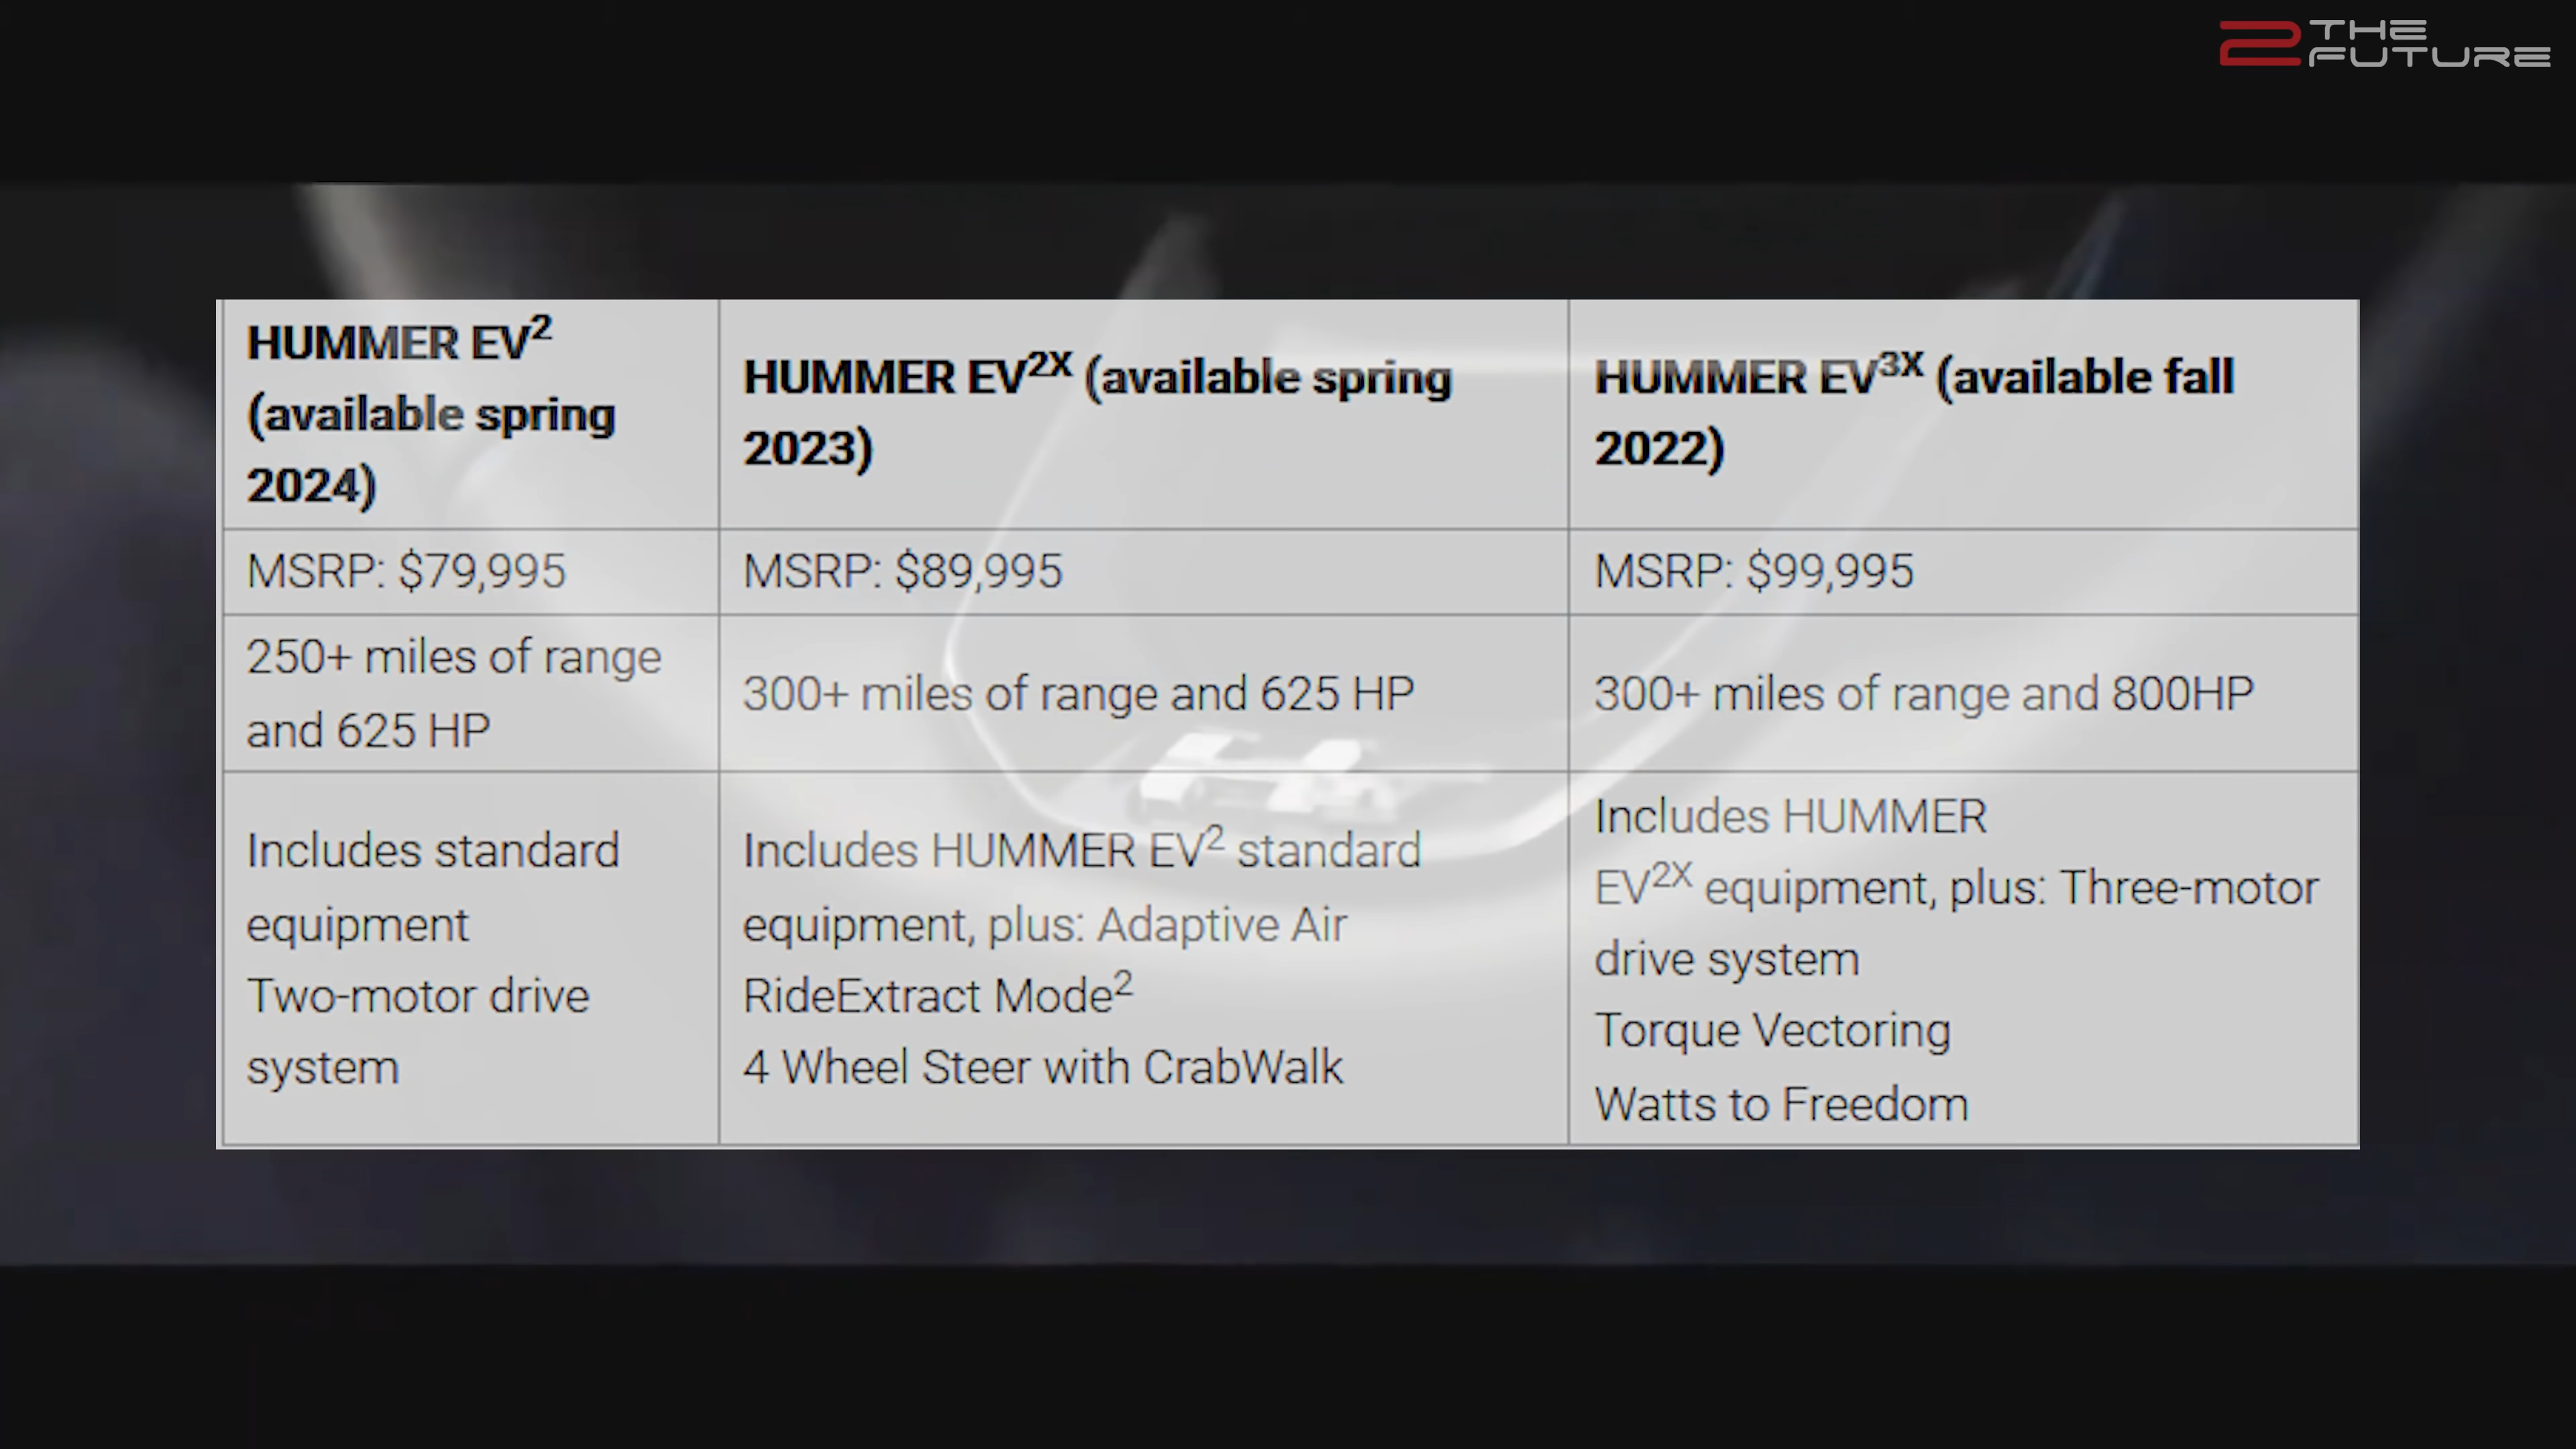 2 THE
FUTURE
HUMMER EV²
(available spring
2024)
HUMMER EV²ˣ (available spring
2023)
HUMMER EV³ˣ (available fall
2022)
MSRP: $79,995
MSRP: $89,995
MSRP: $99,995
250+ miles of range
and 625 HP
300+ miles of range and 625 HP
300+ miles of range and 800HP
Includes standard
equipment
Two-motor drive
system
Includes HUMMER EV² standard
equipment, plus: Adaptive Air
RideExtract Mode²
4 Wheel Steer with CrabWalk
Includes HUMMER
EV²ˣ equipment, plus: Three-motor
drive system
Torque Vectoring
Watts to Freedom